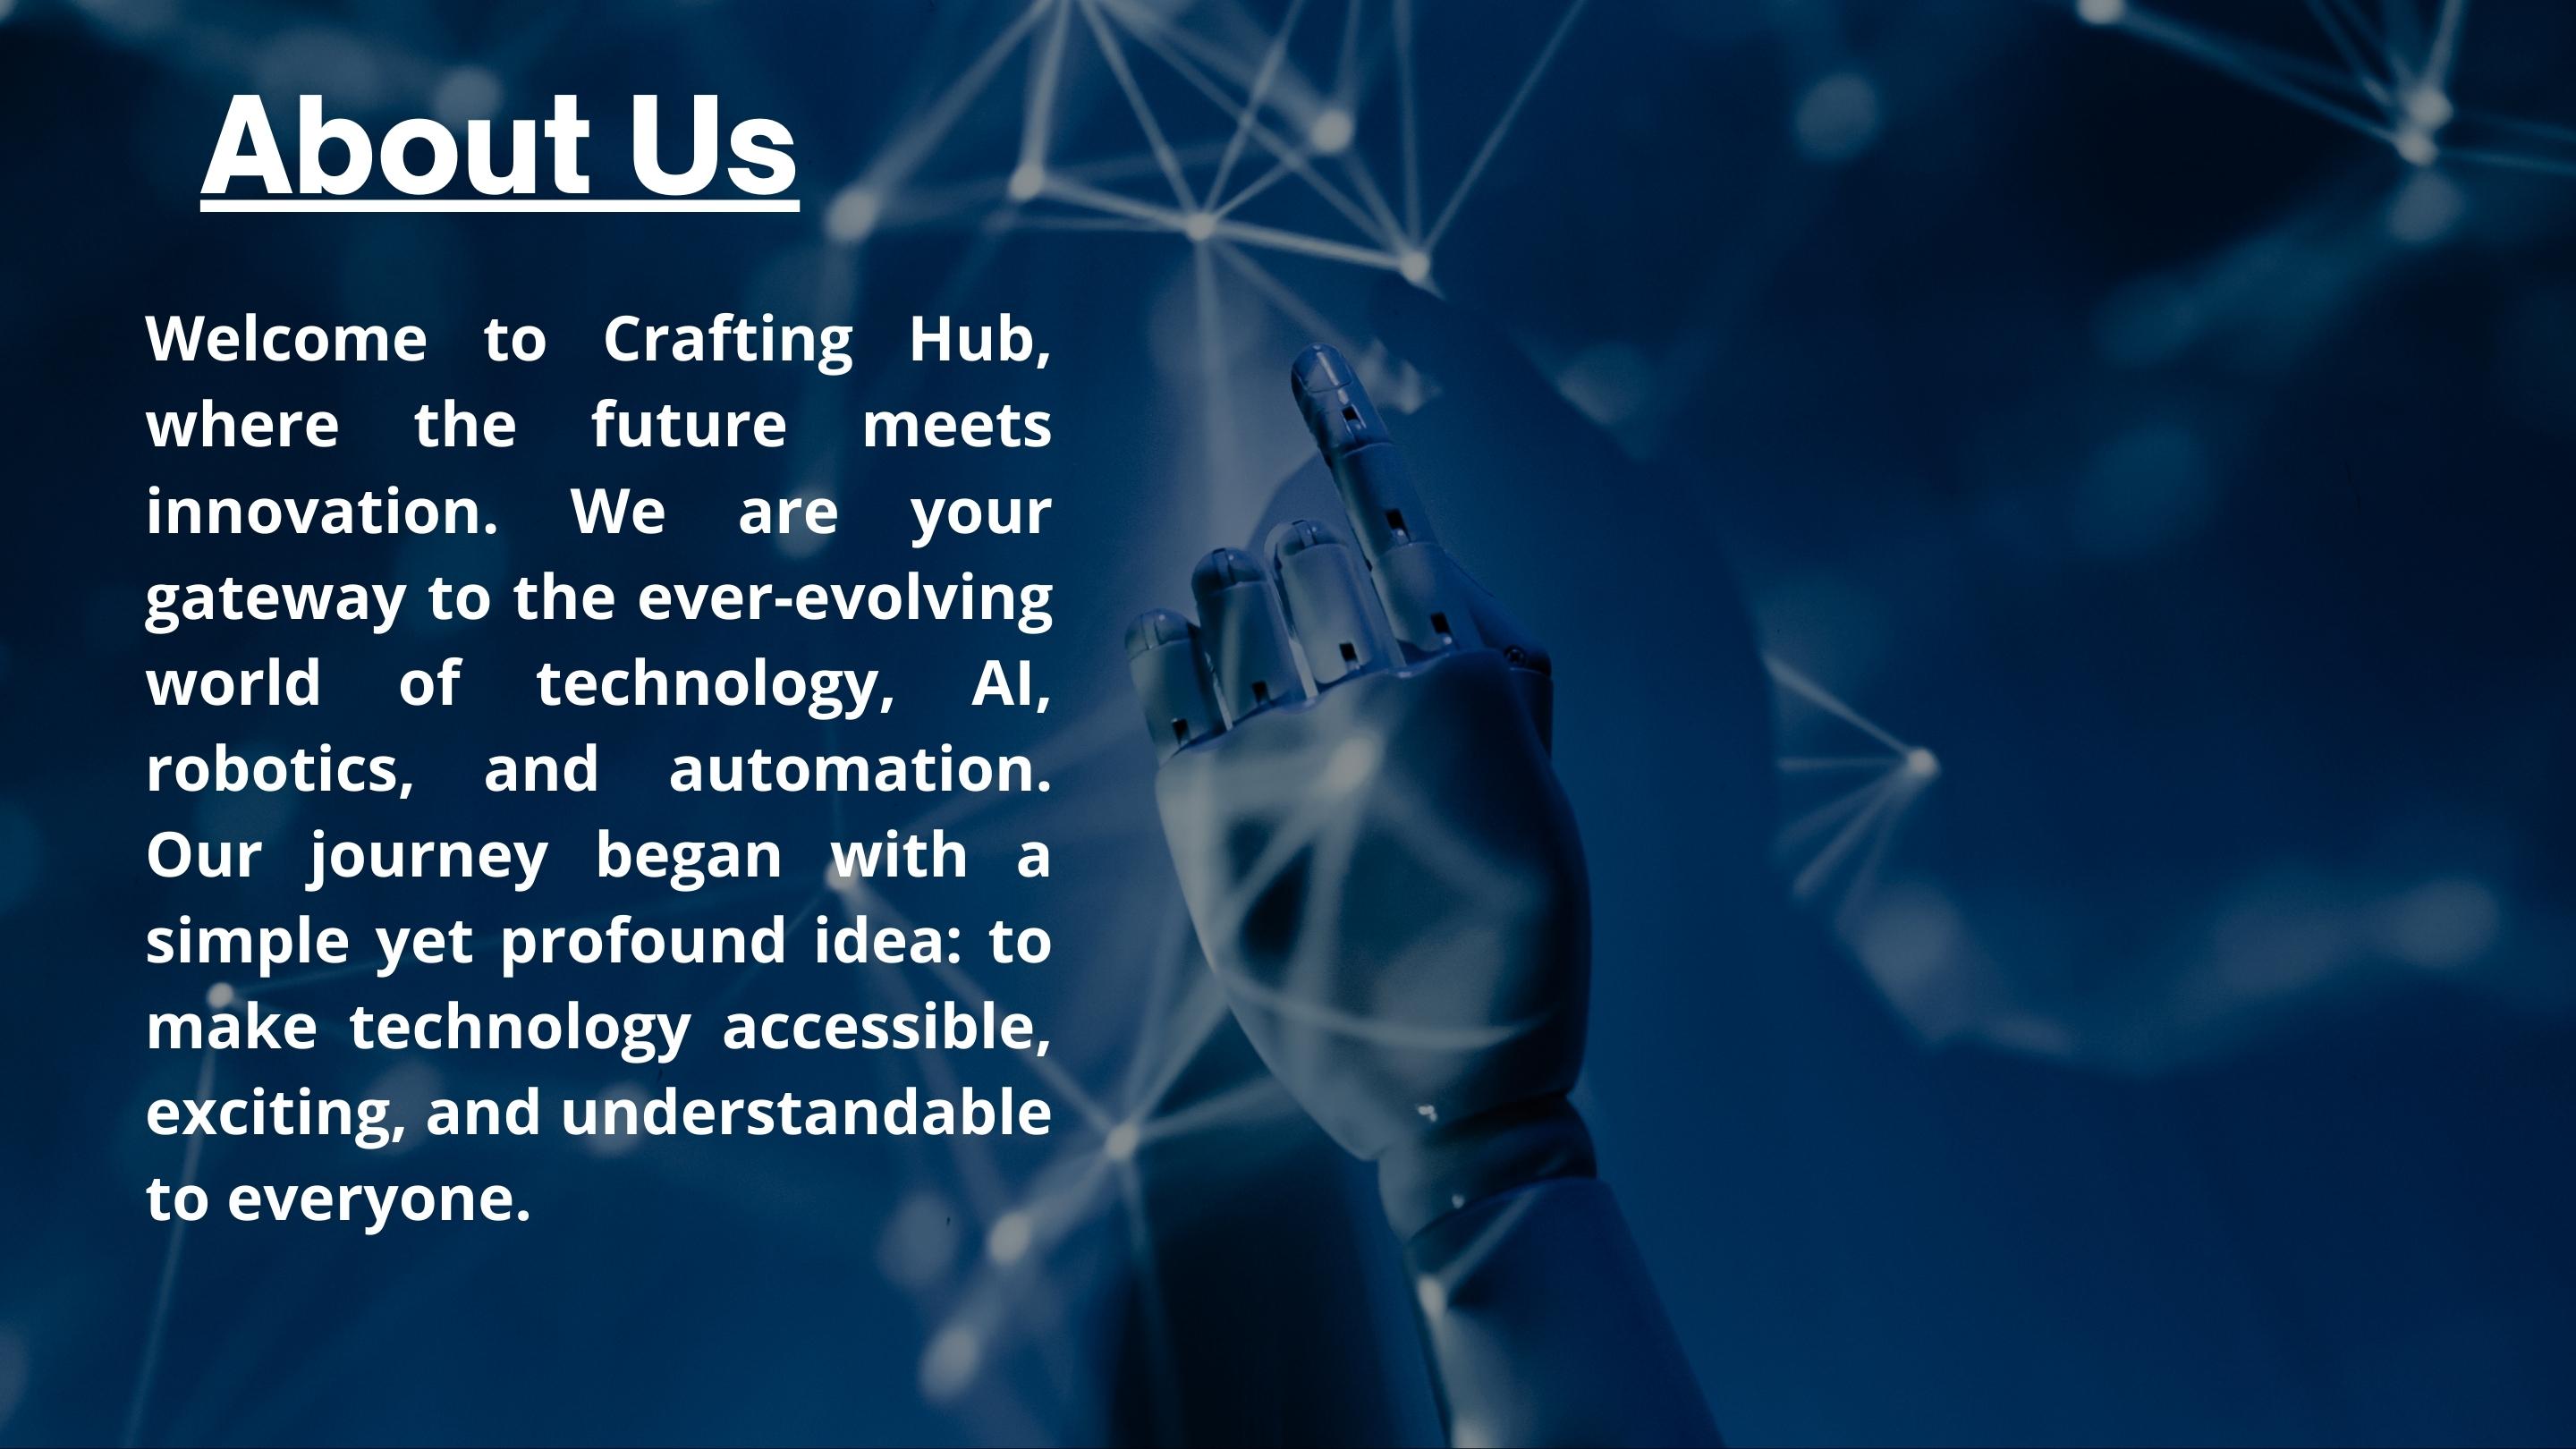 About Us
Welcome to Crafting Hub,
where the future meets
innovation. We are your
gateway to the ever-evolving
world of technology, AI,
robotics, and automation.
Our journey began with a
simple yet profound idea: to
make technology accessible,
exciting, and understandable
to everyone.